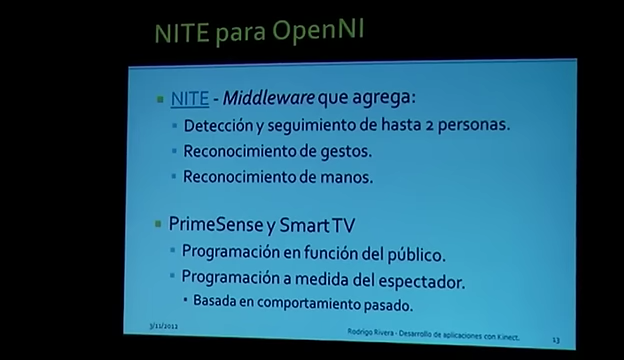 NITE para OpenNI
NITE - Middleware que agrega:
Detección y seguimiento de hasta 2 personas.
Reconocimiento de gestos.
Reconocimiento de manos.
PrimeSense y Smart TV
Programación en función del público.
Programación a medida del espectador.
Basada en comportamiento pasado.
3/11/2012
Rodrigo Rivera - Desarrollo de aplicaciones con Kinect.
13